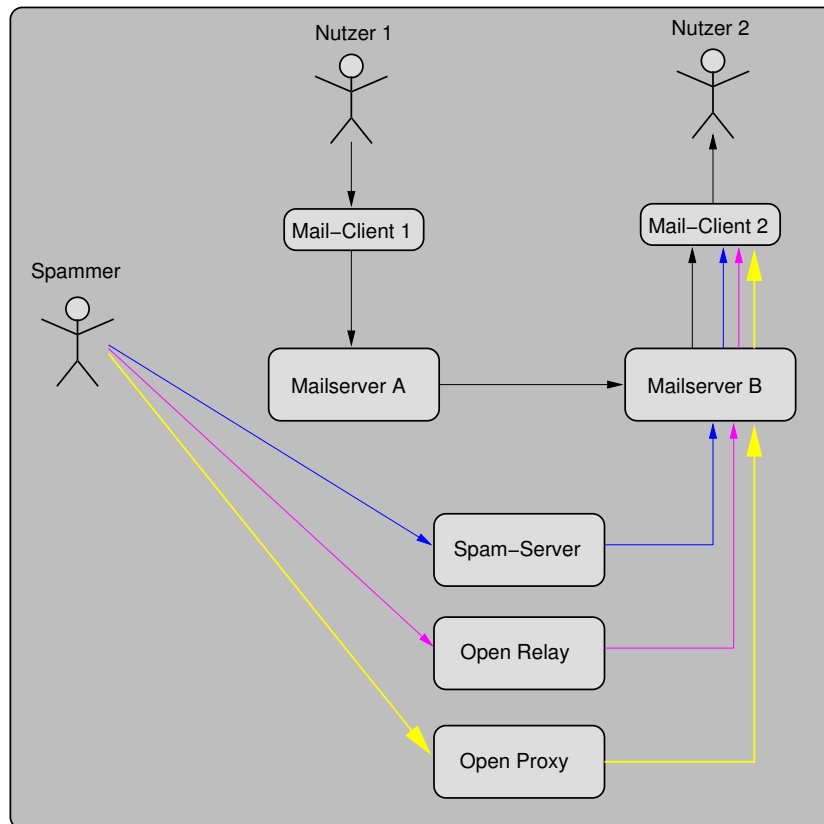 Nutzer 1
Nutzer 2
Mail−Client 1
Mail−Client 2
Spammer
Mailserver A
Mailserver B
Spam−Server
Open Relay
Open Proxy